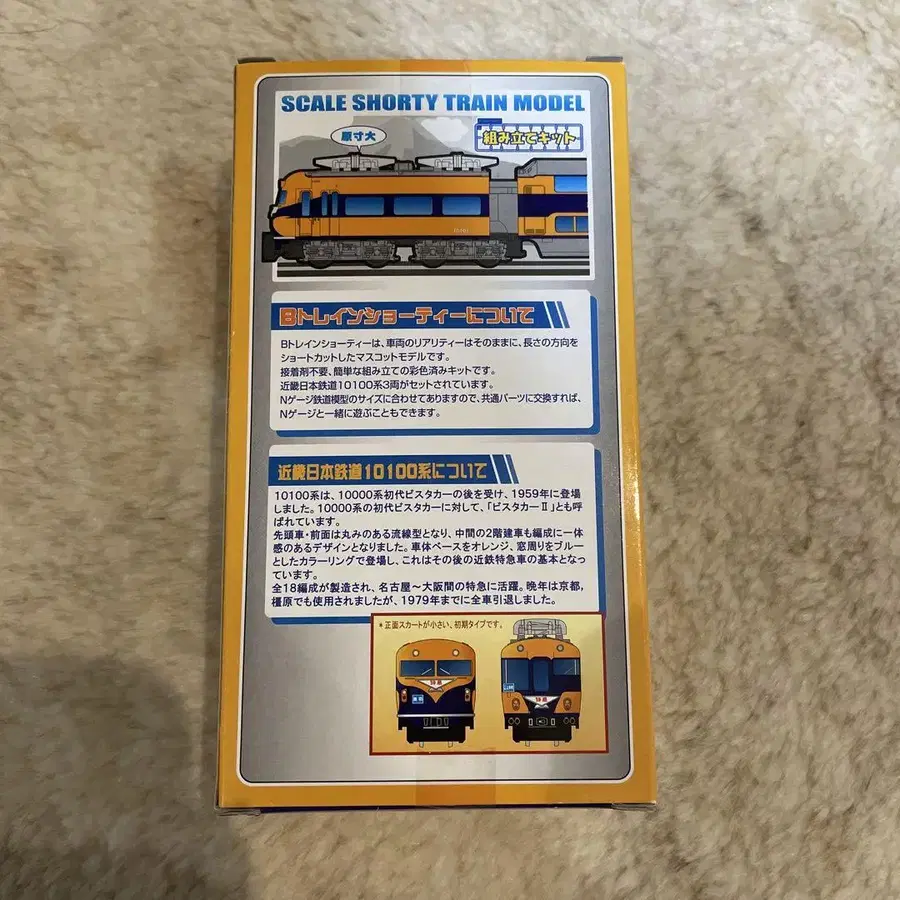 SCALE SHORTY TRAIN MODEL
原寸大
組み立てキット
Bトレインショーティーについて
Bトレインショーティーは、車両のリアリティーはそのままに、長さの方向を
ショートカットしたマスコットモデルです。
接着剤不要、簡単な組み立ての彩色済みキットです。
近畿日本鉄道10100系3両がセットされています。
Nゲージ鉄道模型のサイズに合わせてありますので、共通パーツに交換すれば、
Nゲージと一緒に遊ぶこともできます。
近畿日本鉄道10100系について
10100系は、10000系初代ビスタカーの後を受け、1959年に登場
しました。10000系の初代ビスタカーに対して、「ビスタカーⅡ」とも呼
ばれています。
先頭車・前面は丸みのある流線型となり、中間の2階建車も編成に一体
感のあるデザインとなりました。車体ベースをオレンジ、窓周りをブルー
としたカラーリングで登場し、これはその後の近鉄特急車の基本となっ
ています。
全18編成が製造され、名古屋～大阪間の特急に活躍。晩年は京都,
橿原でも使用されましたが、1979年までに全車引退しました。
*正面スカートが小さい、初期タイプです。
特急
特急